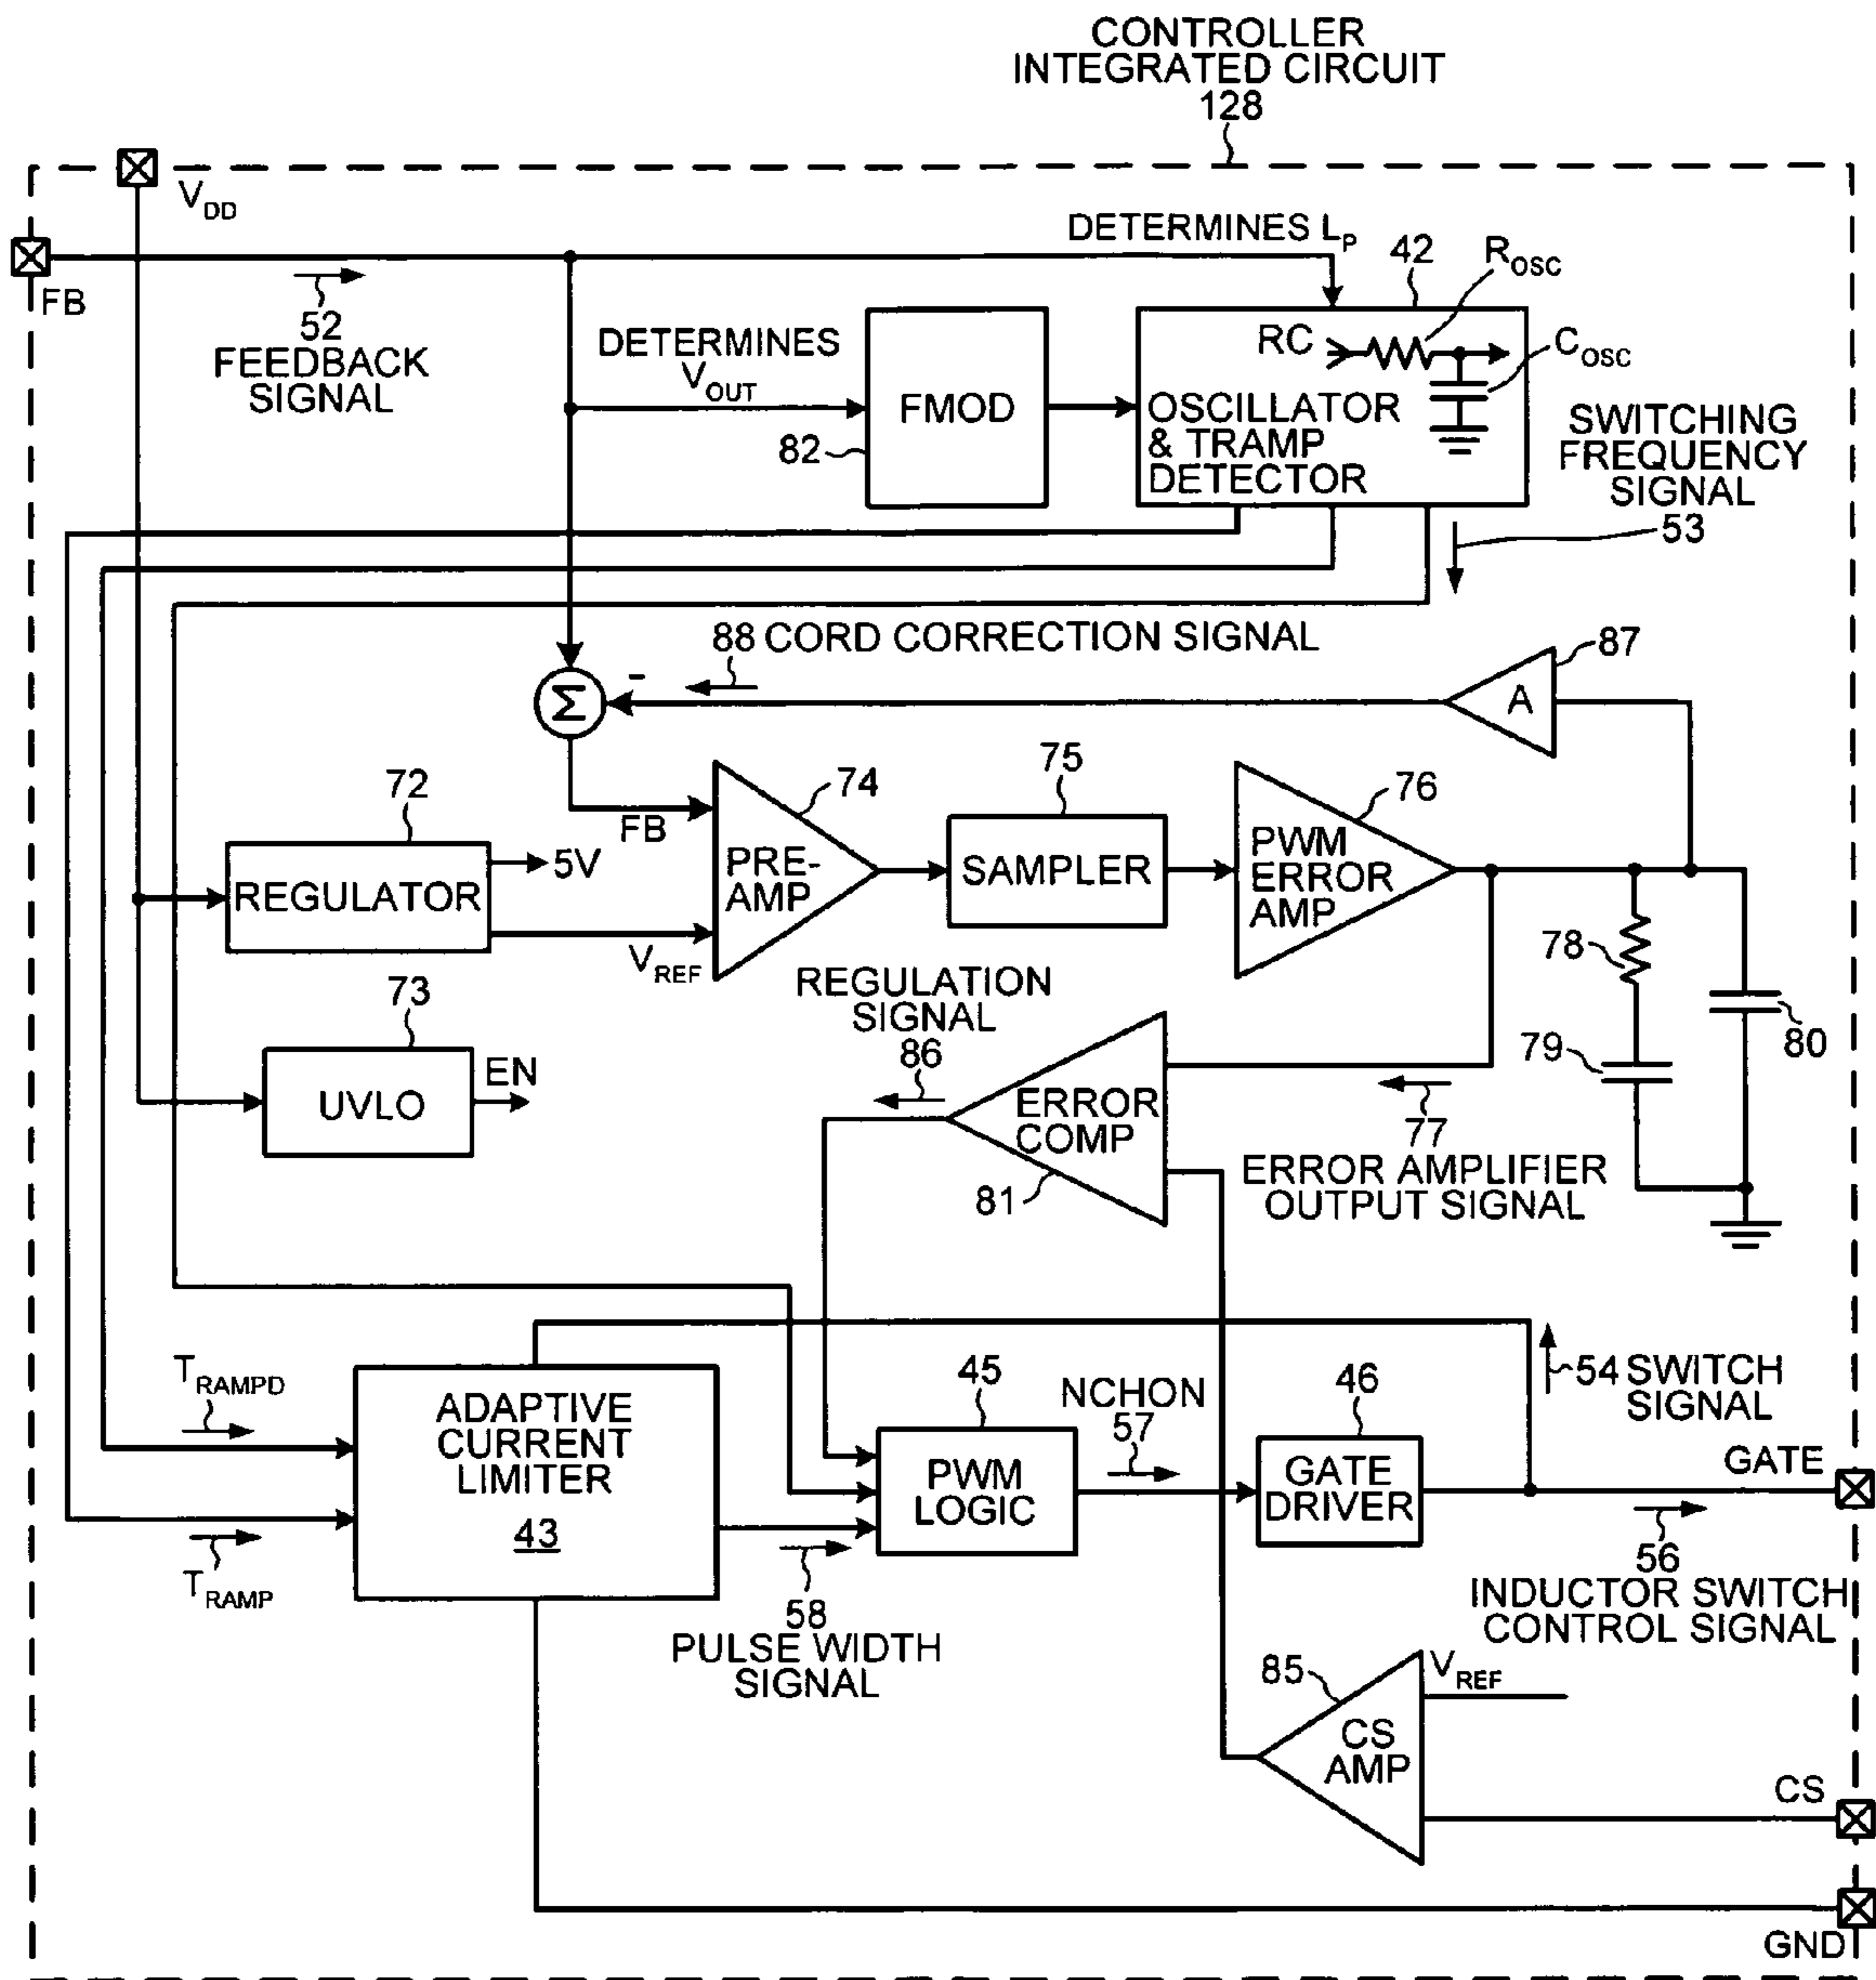 CONTROLLER
INTEGRATED CIRCUIT
128
VDD
FB
52
FEEDBACK
SIGNAL
DETERMINES LP
42
ROSC
RC
COSC
DETERMINES
VOUT
FMOD
82
OSCILLATOR
& TRAMP
DETECTOR
SWITCHING
FREQUENCY
SIGNAL
53
88 CORD CORRECTION SIGNAL
87
A
-
Σ
72
REGULATOR
5V
VREF
FB
74
PRE-
AMP
75
SAMPLER
76
PWM
ERROR
AMP
78
79
80
73
UVLO
EN
REGULATION
SIGNAL
86
ERROR
COMP
81
77
ERROR AMPLIFIER
OUTPUT SIGNAL
TRAMPD
TRAMP
ADAPTIVE
CURRENT
LIMITER
43
58
PULSE WIDTH
SIGNAL
45
PWM
LOGIC
NCHON
57
46
GATE
DRIVER
54 SWITCH
SIGNAL
GATE
56
INDUCTOR SWITCH
CONTROL SIGNAL
85
VREF
CS
AMP
CS
GND